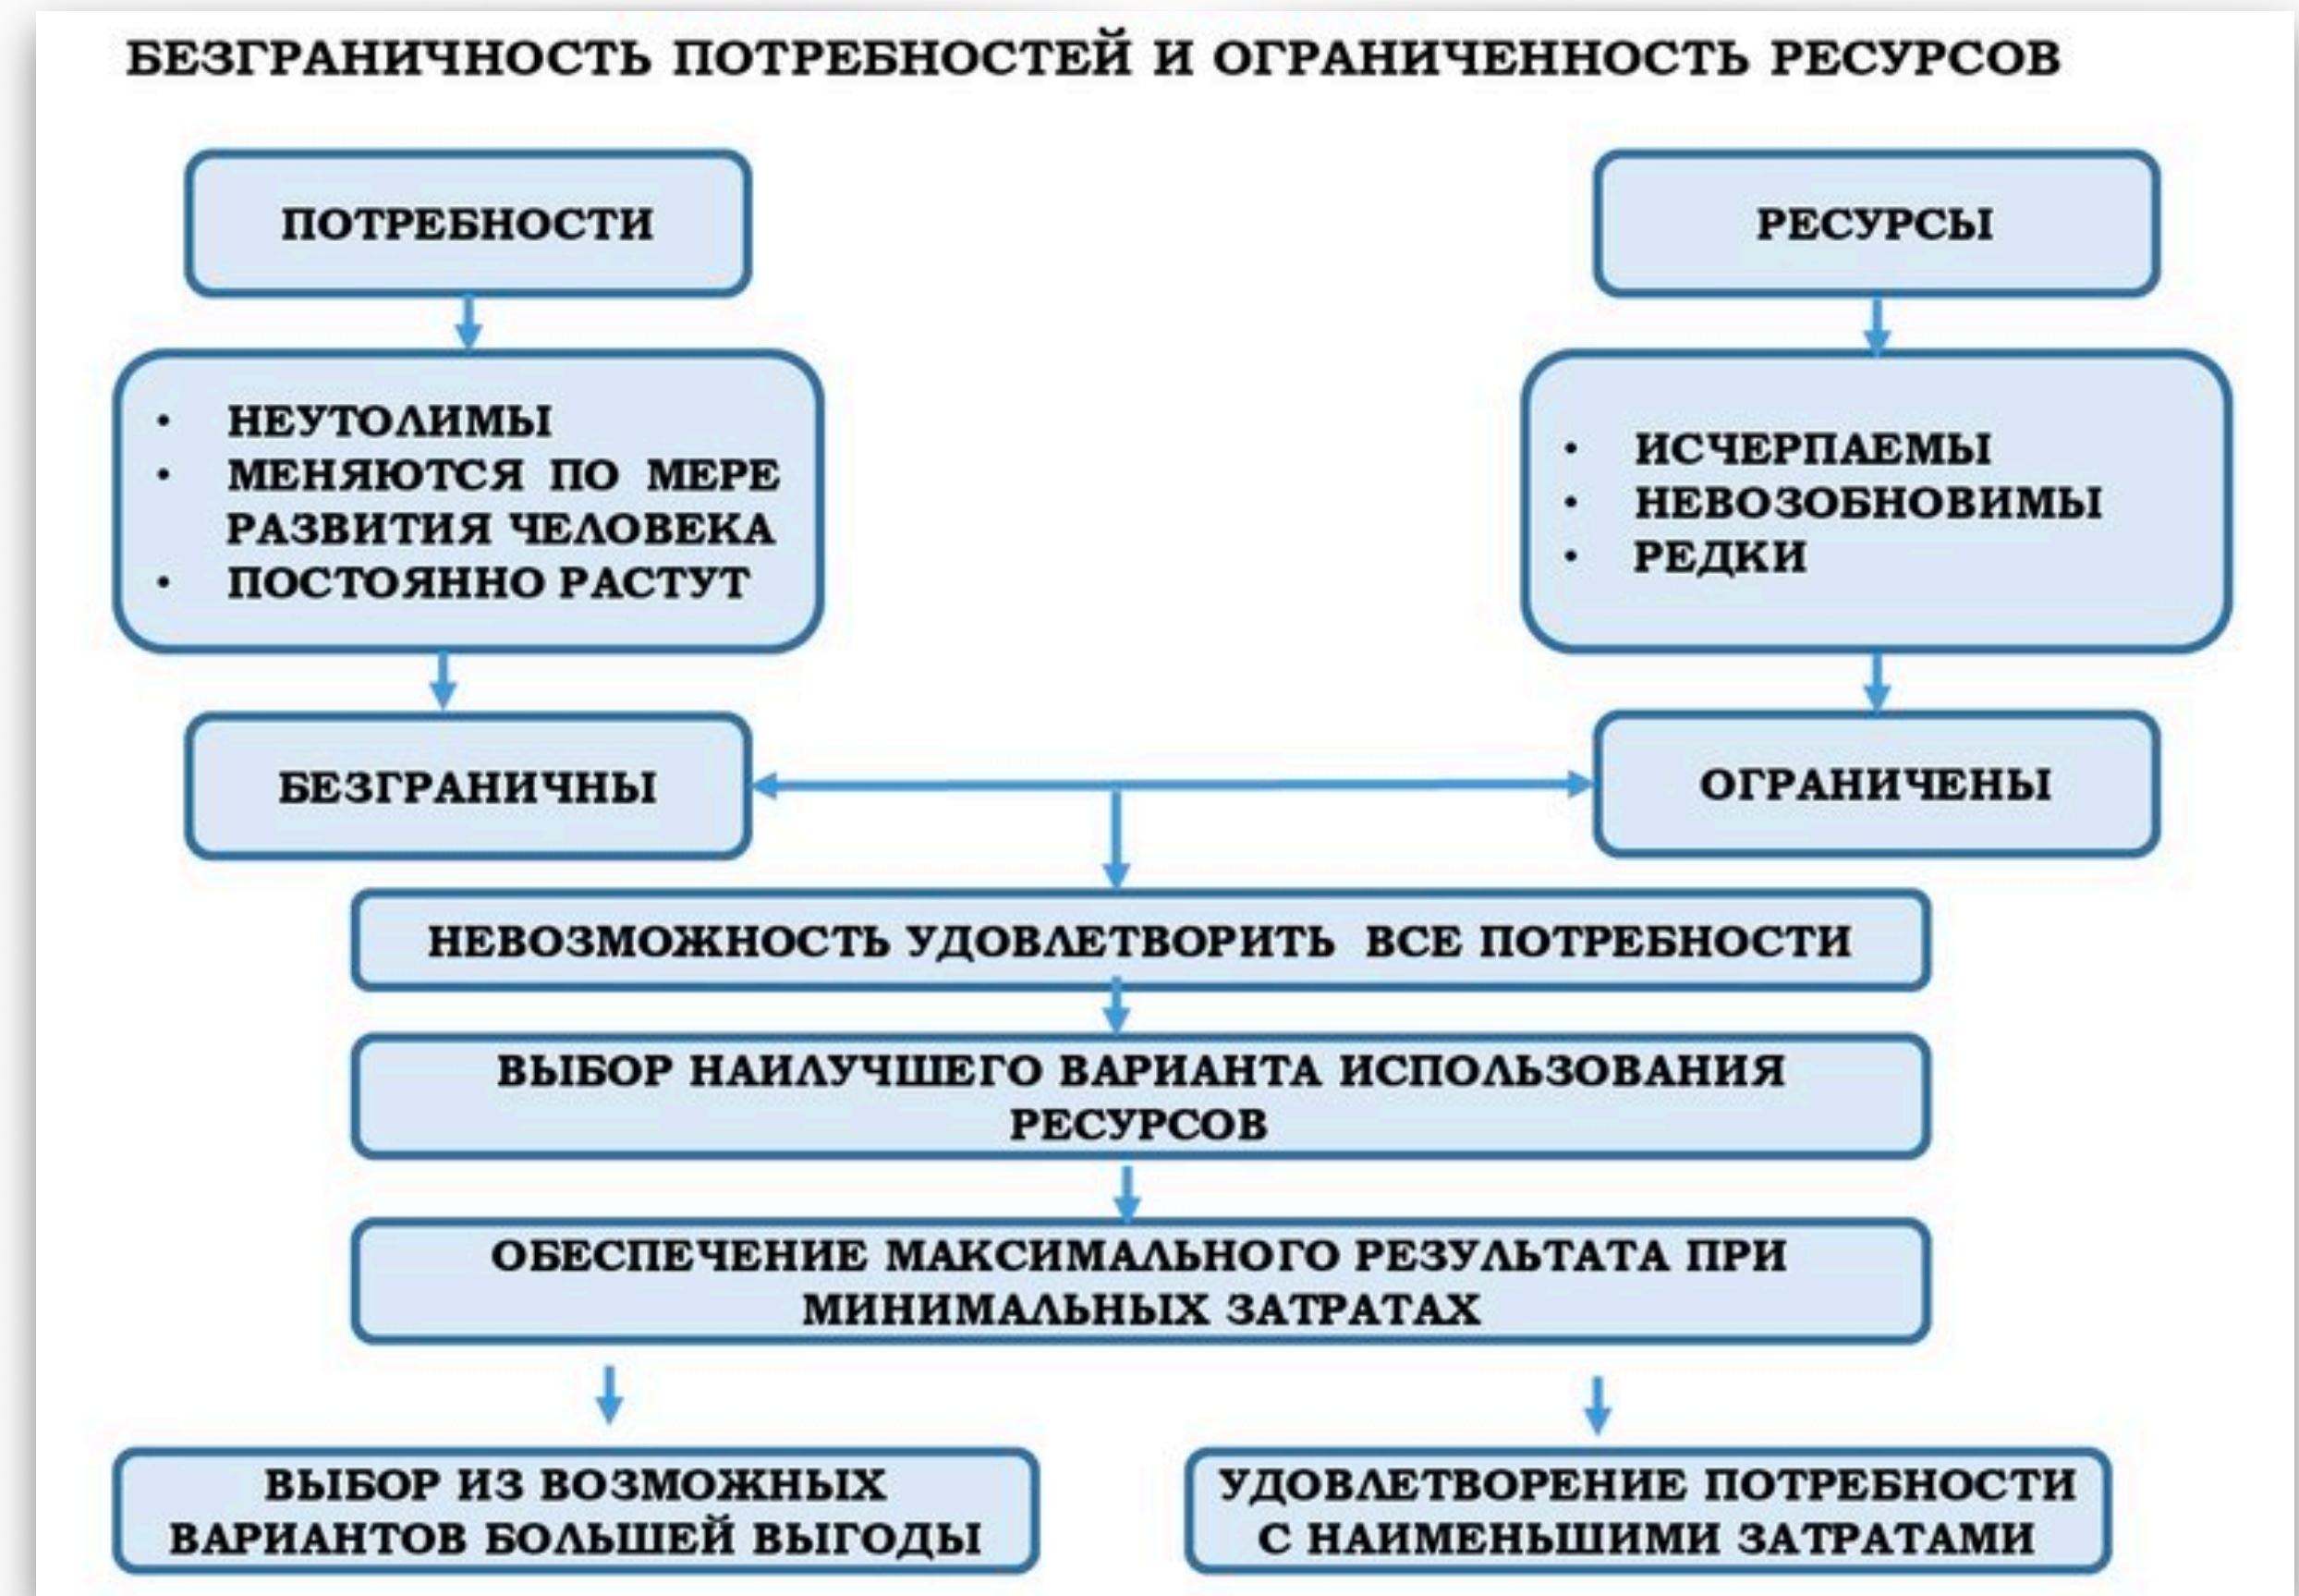 БЕЗГРАНИЧНОСТЬ ПОТРЕБНОСТЕЙ И ОГРАНИЧЕННОСТЬ РЕСУРСОВ
ПОТРЕБНОСТИ
РЕСУРСЫ
• НЕУТОЛИМЫ
• МЕНЯЮТСЯ ПО МЕРЕ
РАЗВИТИЯ ЧЕЛОВЕКА
• ПОСТОЯННО РАСТУТ
• ИСЧЕРПАЕМЫ
• НЕВОЗОБНОВИМЫ
• РЕДКИ
БЕЗГРАНИЧНЫ
ОГРАНИЧЕНЫ
НЕВОЗМОЖНОСТЬ УДОВЛЕТВОРИТЬ ВСЕ ПОТРЕБНОСТИ
ВЫБОР НАИЛУЧШЕГО ВАРИАНТА ИСПОЛЬЗОВАНИЯ
РЕСУРСОВ
ОБЕСПЕЧЕНИЕ МАКСИМАЛЬНОГО РЕЗУЛЬТАТА ПРИ
МИНИМАЛЬНЫХ ЗАТРАТАХ
ВЫБОР ИЗ ВОЗМОЖНЫХ
ВАРИАНТОВ БОЛЬШЕЙ ВЫГОДЫ
УДОВЛЕТВОРЕНИЕ ПОТРЕБНОСТИ
С НАИМЕНЬШИМИ ЗАТРАТАМИ